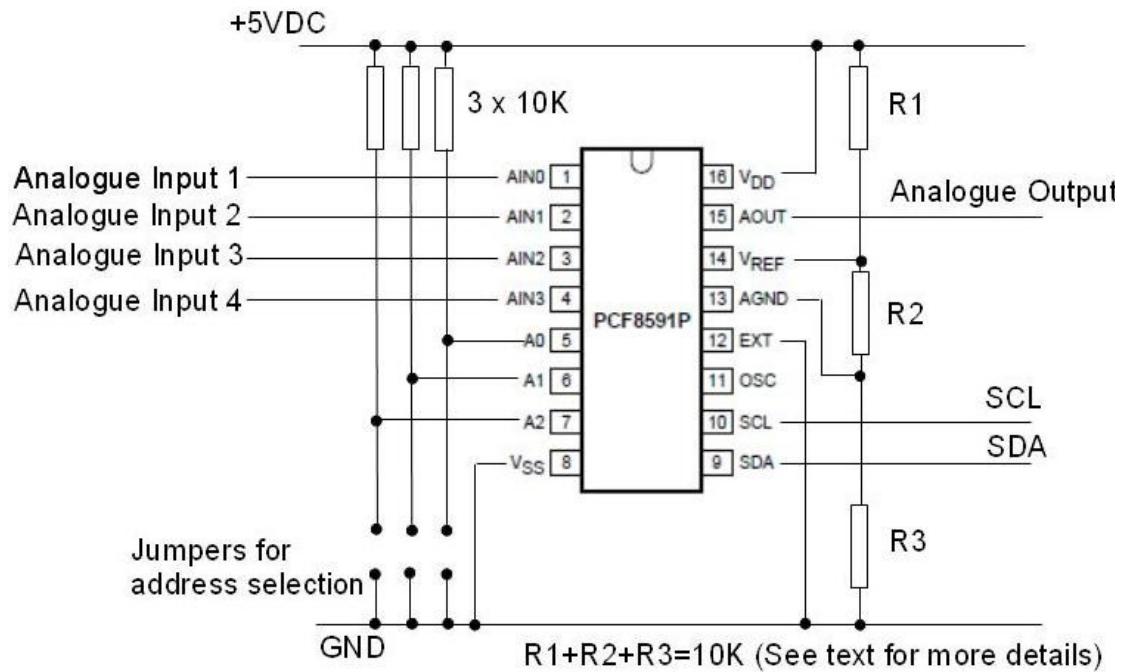 +5VDC
3 x 10K
R1
Analogue Input 1
AIN0 1
16 VDD
Analogue Output
Analogue Input 2
AIN1 2
15 AOUT
Analogue Input 3
AIN2 3
14 VREF
Analogue Input 4
AIN3 4
13 AGND
R2
PCF8591P
A0 5
12 EXT
A1 6
11 OSC
SCL
A2 7
10 SCL
SDA
VSS 8
9 SDA
R3
Jumpers for
address selection
GND
R1+R2+R3=10K (See text for more details)